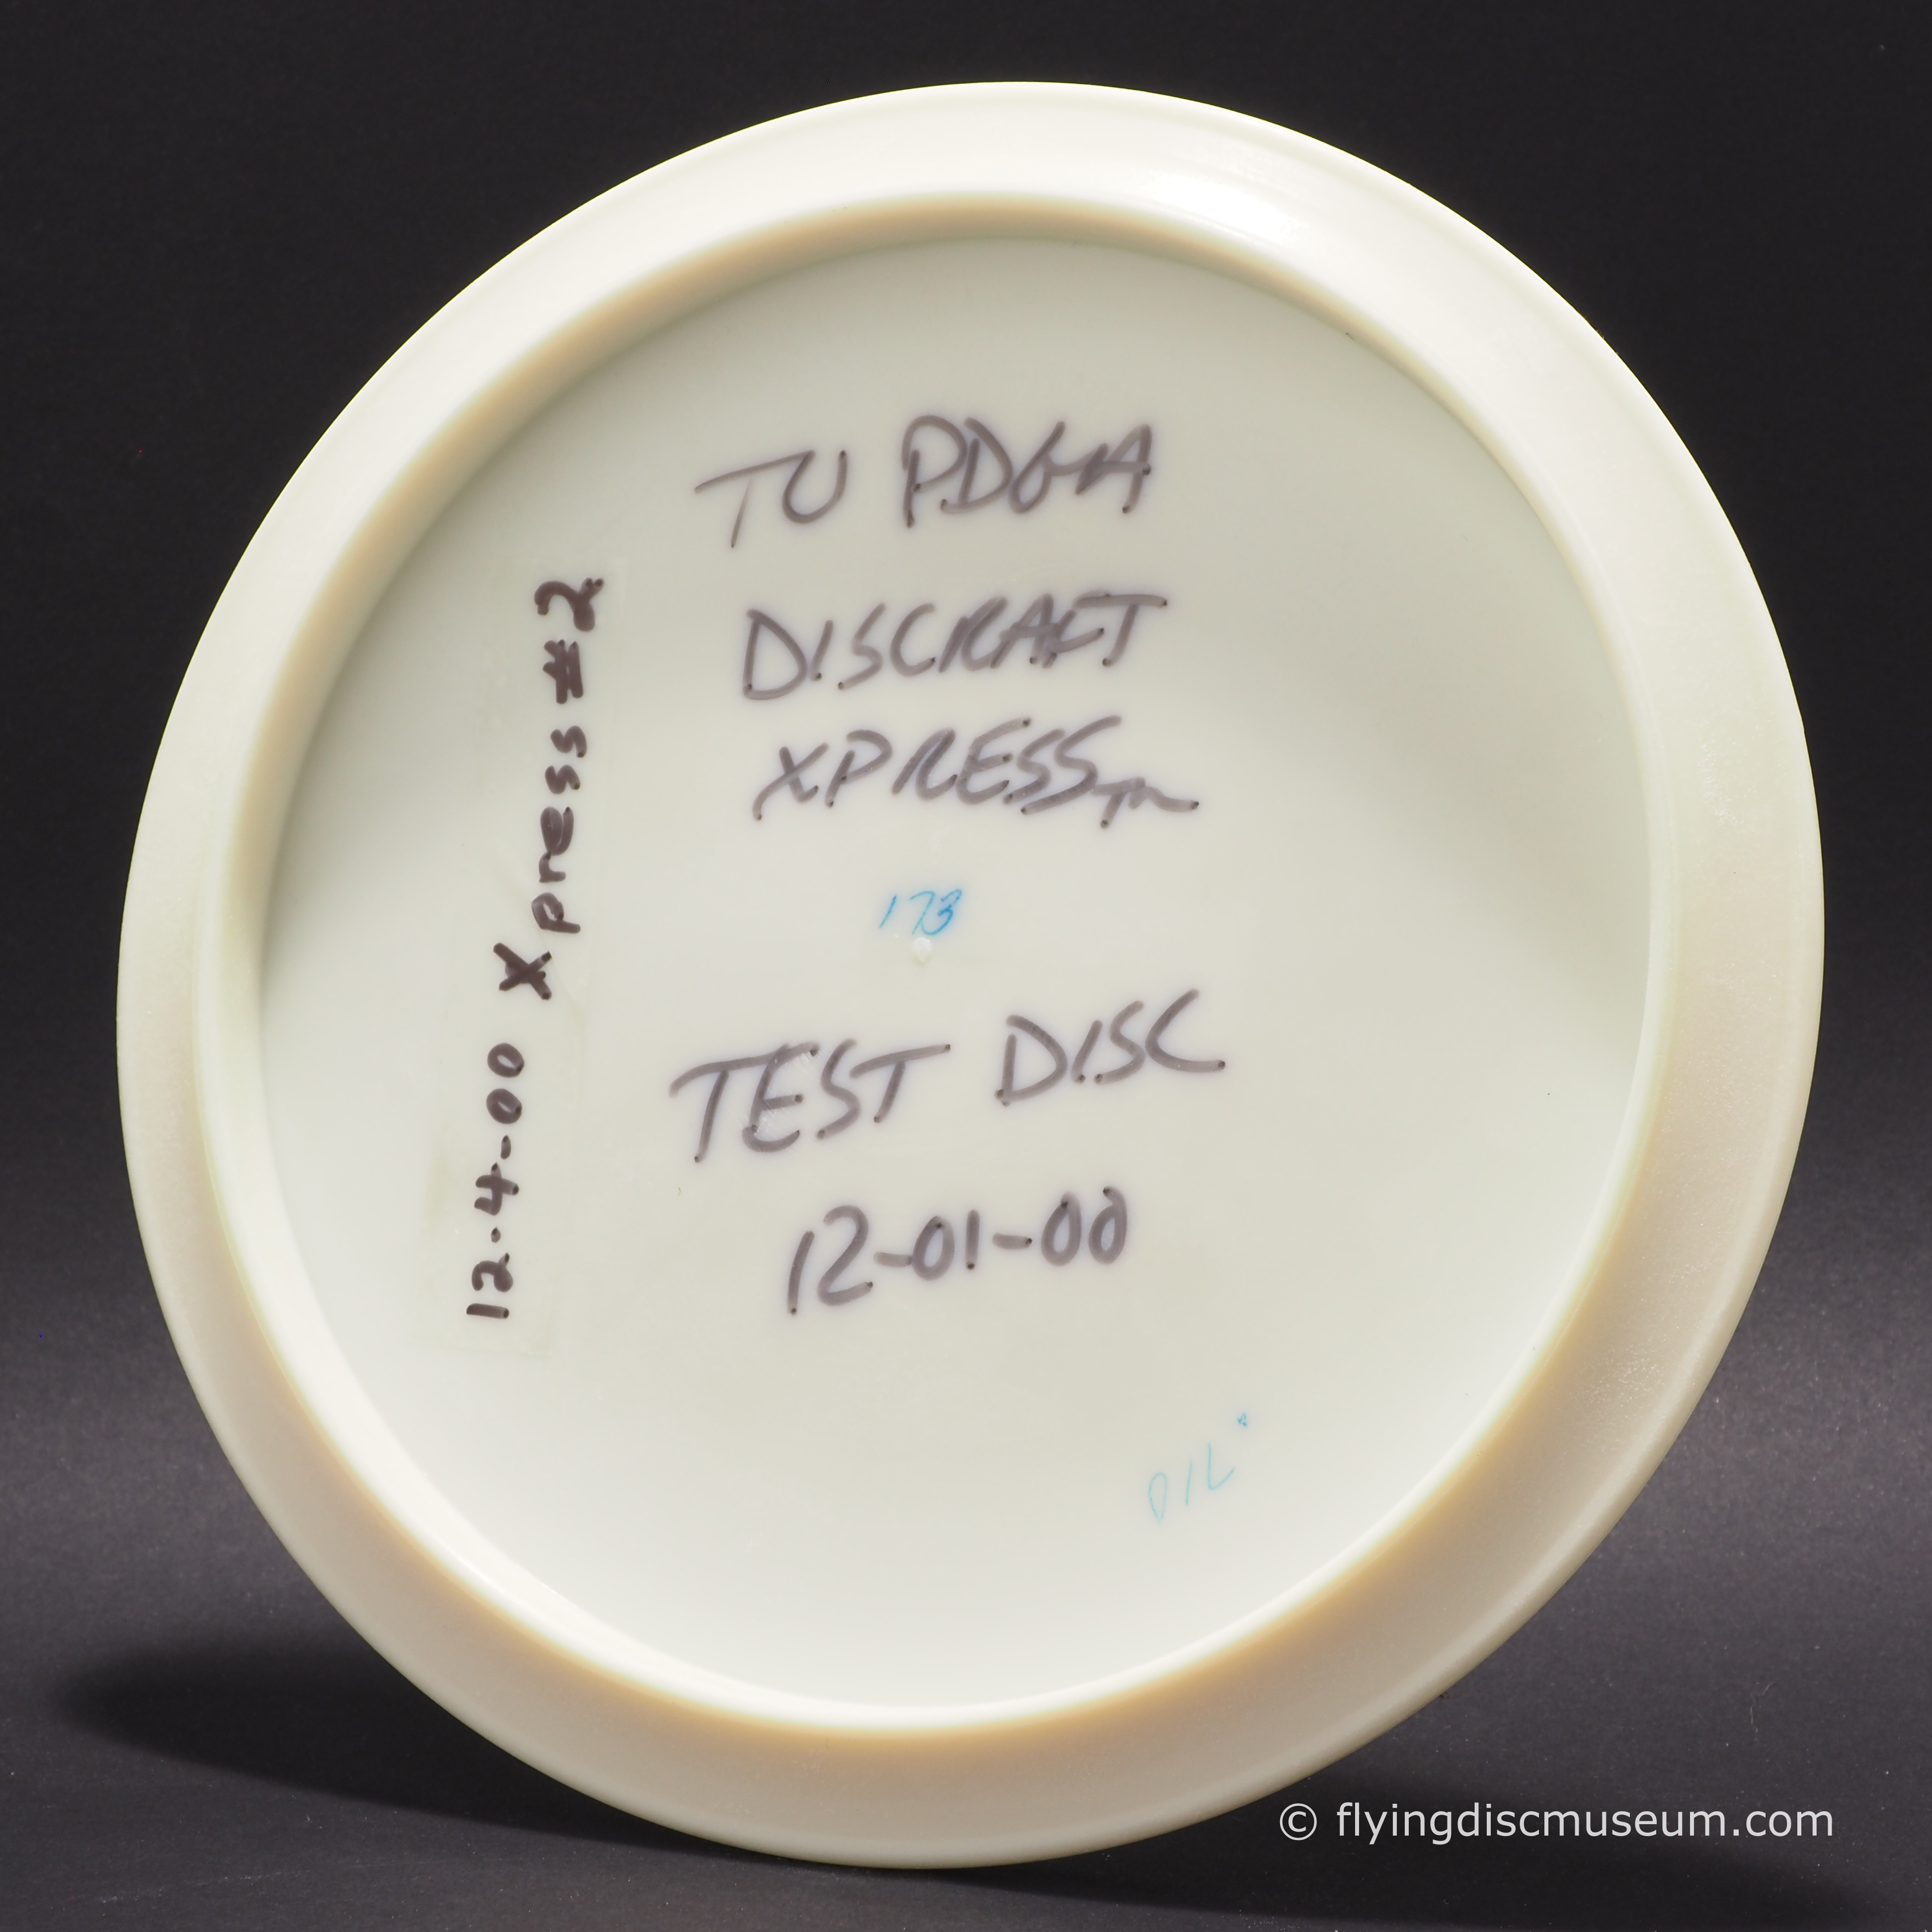 TO PDGA
DISCRAFT
XPRESS TM
173
TEST DISC
12-01-00
12-4-00 Xpress #2
© flyingdiscmuseum.com